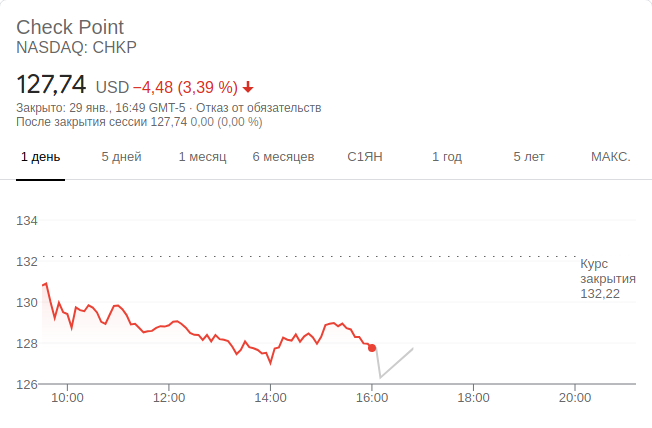 Check Point
NASDAQ: CHKP
127,74 USD −4,48 (3,39 %)
Закрыто: 29 янв., 16:49 GMT-5 · Отказ от обязательств
После закрытия сессии 127,74 0,00 (0,00 %)
1 день 5 дней 1 месяц 6 месяцев С1ЯН 1 год 5 лет МАКС.
134
132
Курс
закрытия
132,22
130
128
126
10:00 12:00 14:00 16:00 18:00 20:00